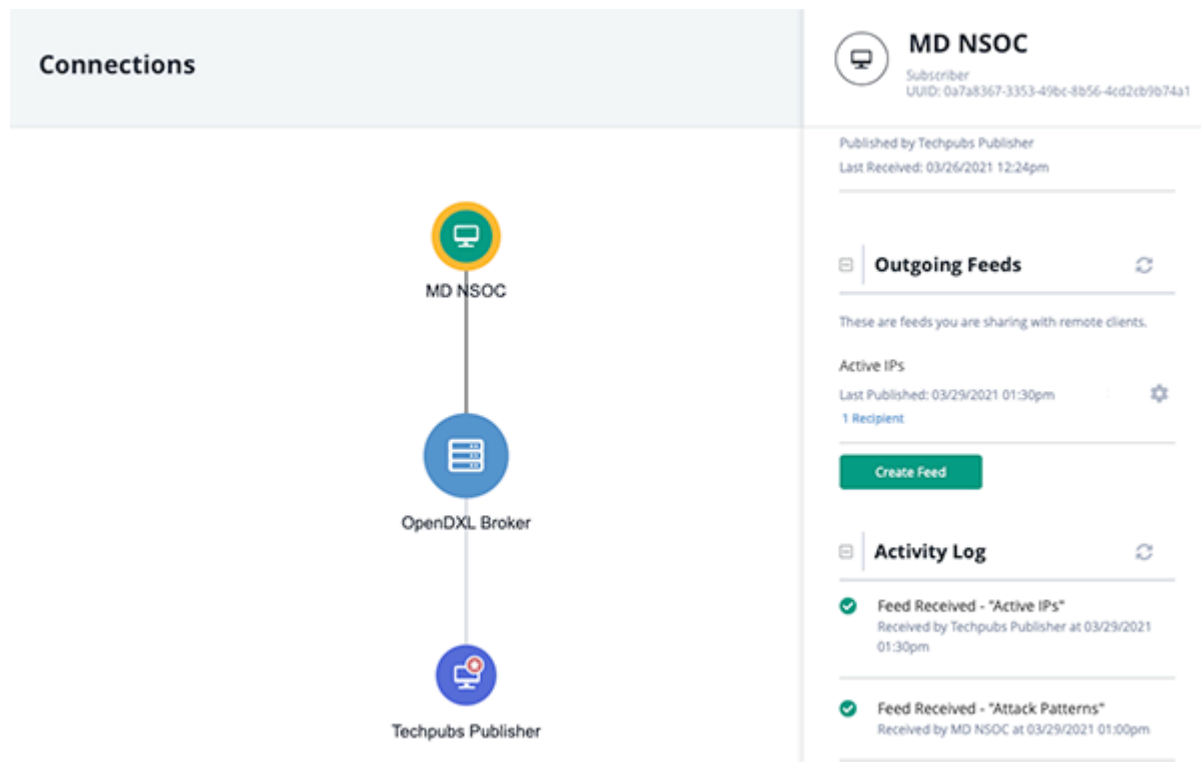 Connections
MD NSOC
OpenDXL Broker
Techpubs Publisher
MD NSOC
Subscriber
UUID: 0a7a8367-3353-49bc-8b56-4cd2cb9b74a1
Published by Techpubs Publisher
Last Received: 03/26/2021 12:24pm
Outgoing Feeds
These are feeds you are sharing with remote clients.
Active IPs
Last Published: 03/29/2021 01:30pm
1 Recipient
Create Feed
Activity Log
Feed Received - "Active IPs"
Received by Techpubs Publisher at 03/29/2021
01:30pm
Feed Received - "Attack Patterns"
Received by MD NSOC at 03/29/2021 01:00pm